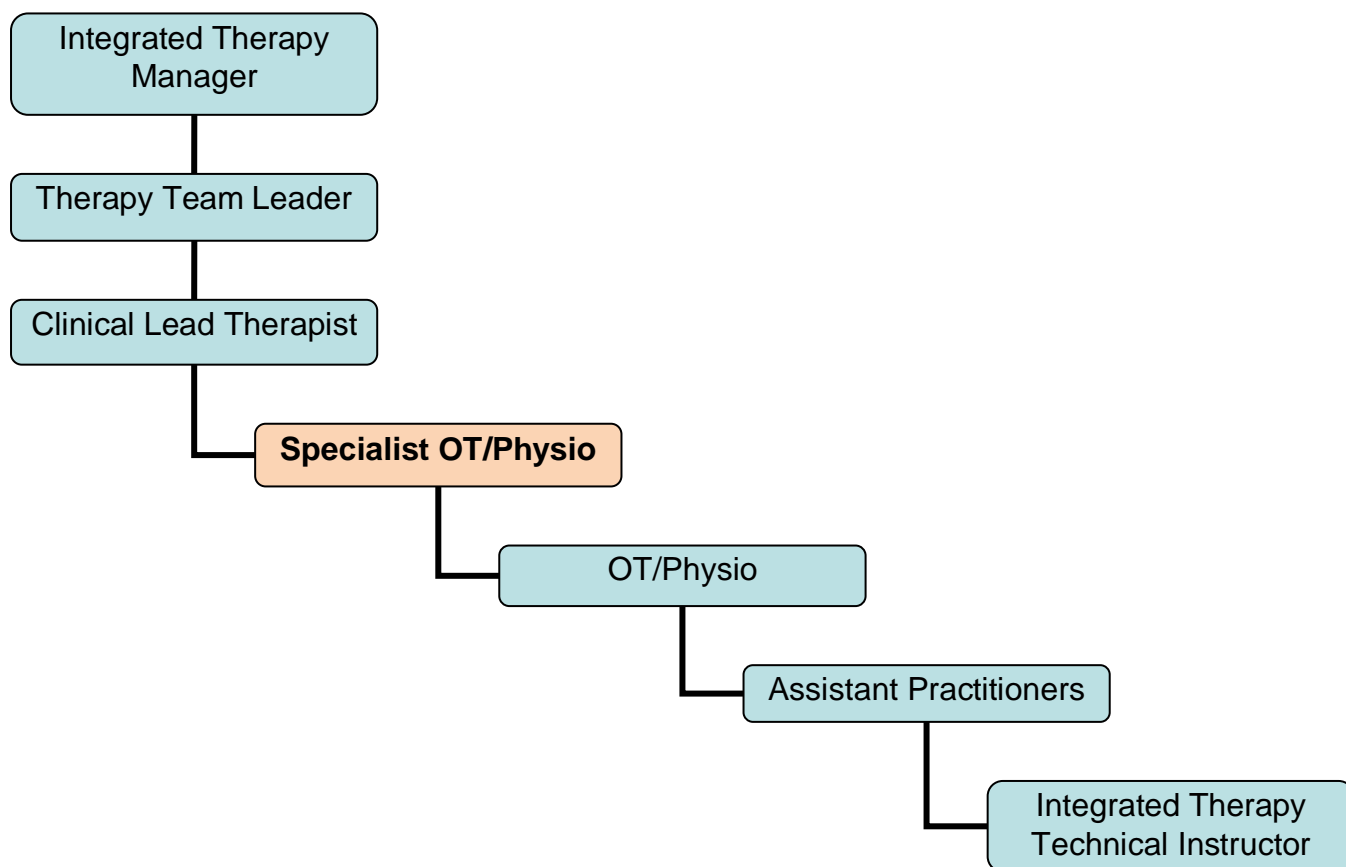 Integrated Therapy
Manager
Therapy Team Leader
Clinical Lead Therapist
Specialist OT/Physio
OT/Physio
Assistant Practitioners
Integrated Therapy
Technical Instructor